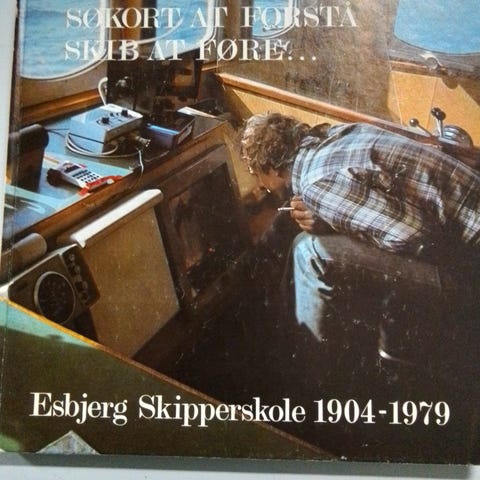 SØKORT AT FORSTÅ
SKIB AT FØRE...
Esbjerg Skipperskole 1904-1979